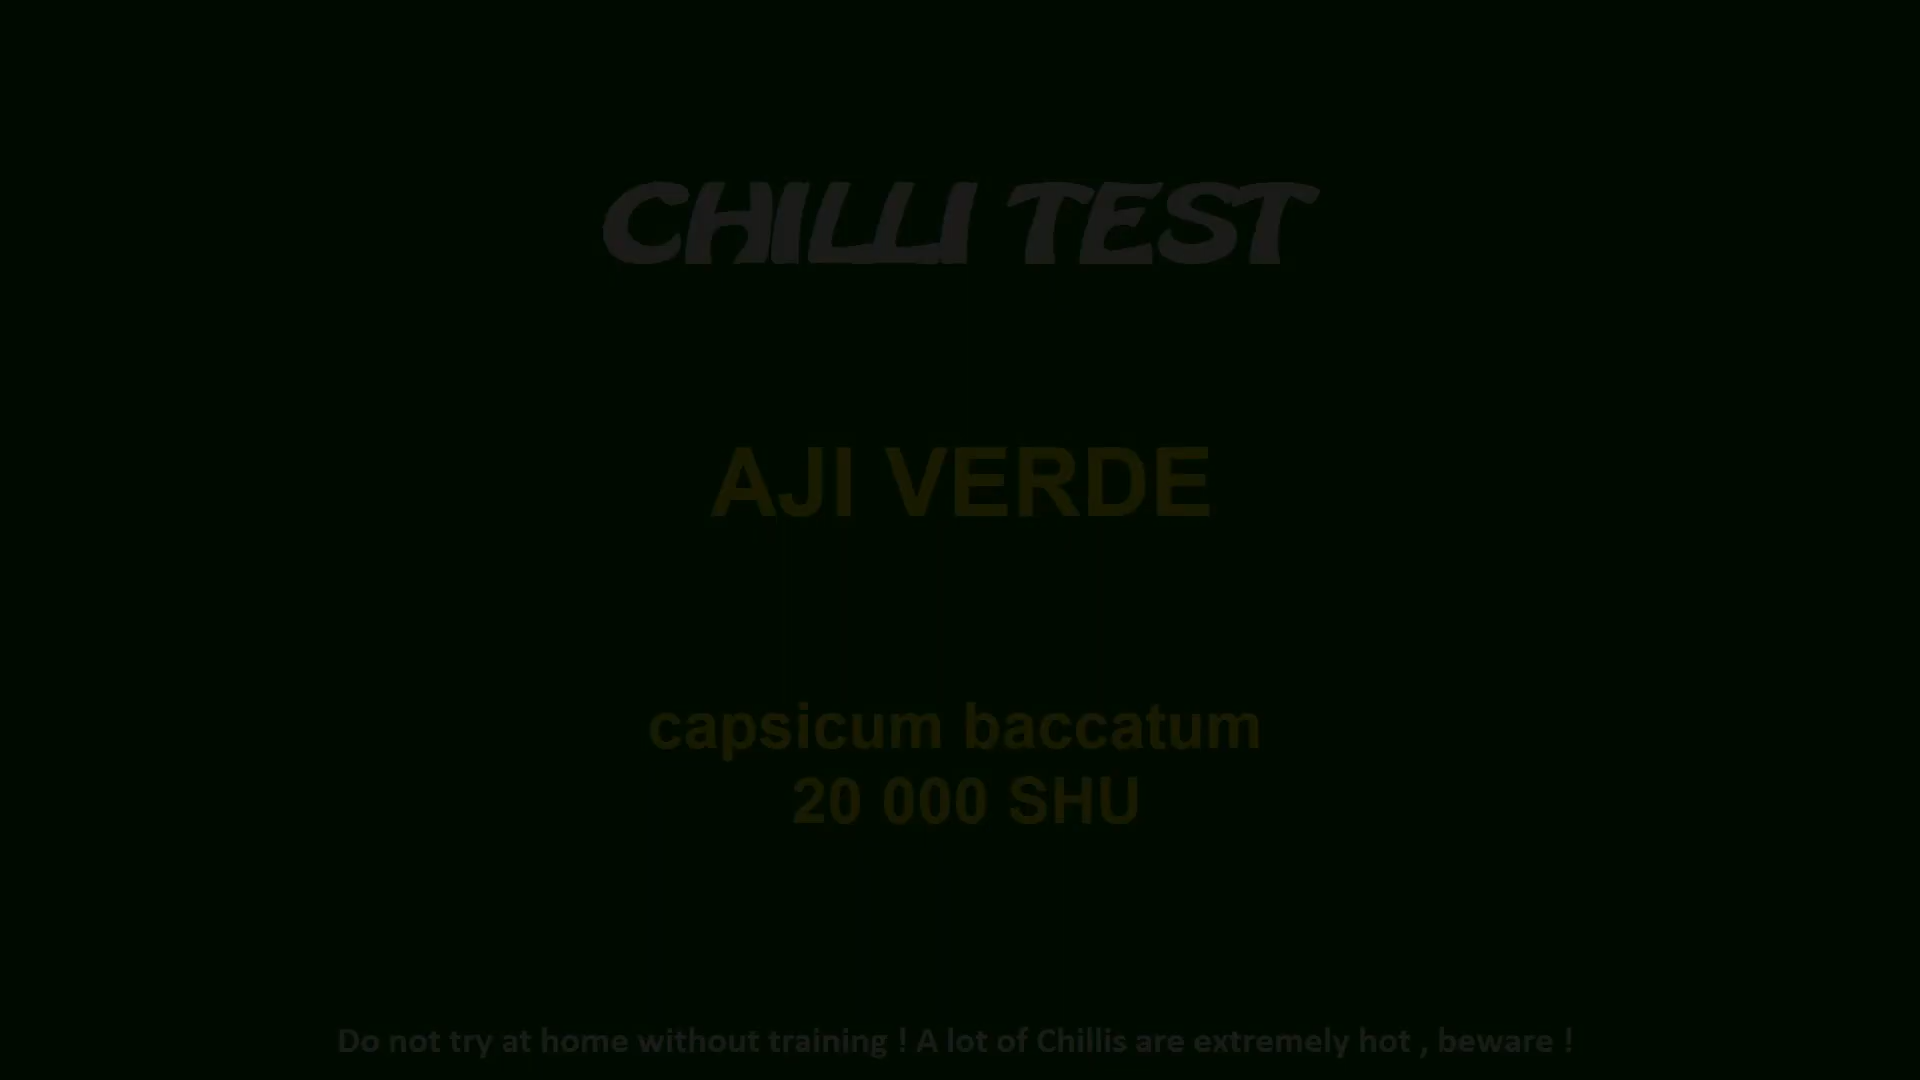 CHILLI TEST
AJI VERDE
capsicum baccatum
20 000 SHU
Do not try at home without training ! A lot of Chillis are extremely hot , beware !